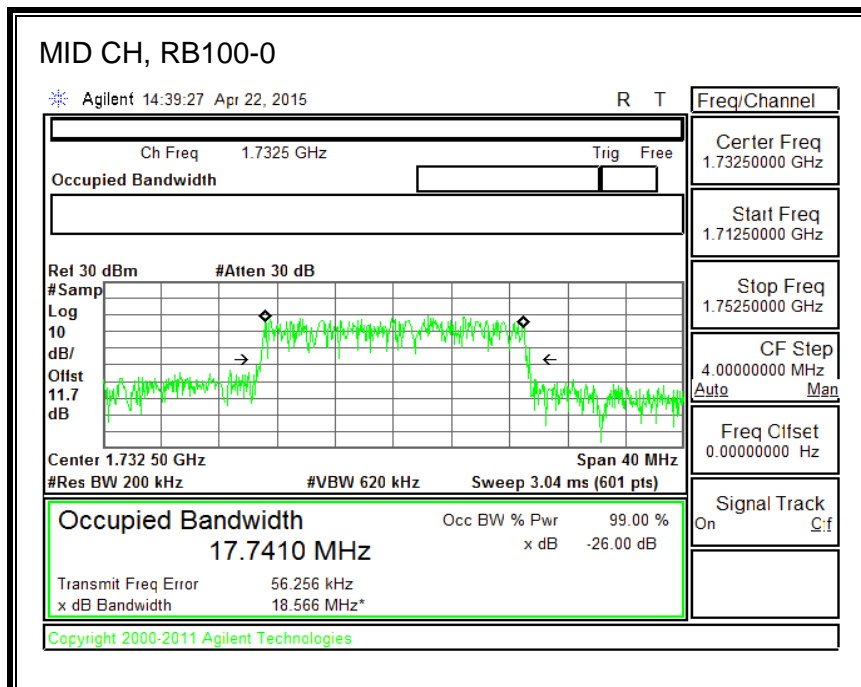 MID CH, RB100-0
Agilent 14:39:27 Apr 22, 2015 R T
Freq/Channel
Ch Freq 1.7325 GHz Trig Free
Occupied Bandwidth
Center Freq
1.73250000 GHz
Start Freq
1.71250000 GHz
Stop Freq
1.75250000 GHz
CF Step
4.00000000 MHz
Auto Man
Freq Offset
0.00000000 Hz
Signal Track
On Off
Ref 30 dBm #Atten 30 dB
#Samp
Log
10
dB/
Offst
11.7
dB
Center 1.732 50 GHz Span 40 MHz
#Res BW 200 kHz #VBW 620 kHz Sweep 3.04 ms (601 pts)
Occupied Bandwidth Occ BW % Pwr 99.00 %
17.7410 MHz x dB -26.00 dB
Transmit Freq Error 56.256 kHz
x dB Bandwidth 18.566 MHz*
Copyright 2000-2011 Agilent Technologies